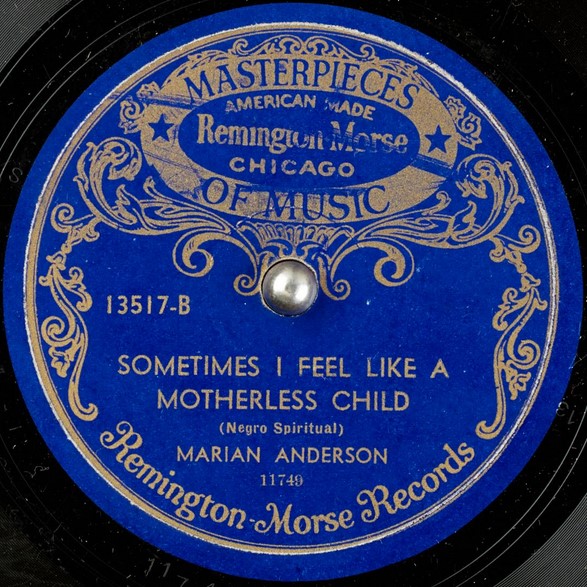 MASTERPIECES
AMERICAN MADE
Remington Morse
CHICAGO
OF MUSIC
13517-B
SOMETIMES I FEEL LIKE A
MOTHERLESS CHILD
(Negro Spiritual)
MARIAN ANDERSON
11749
Remington-Morse Records